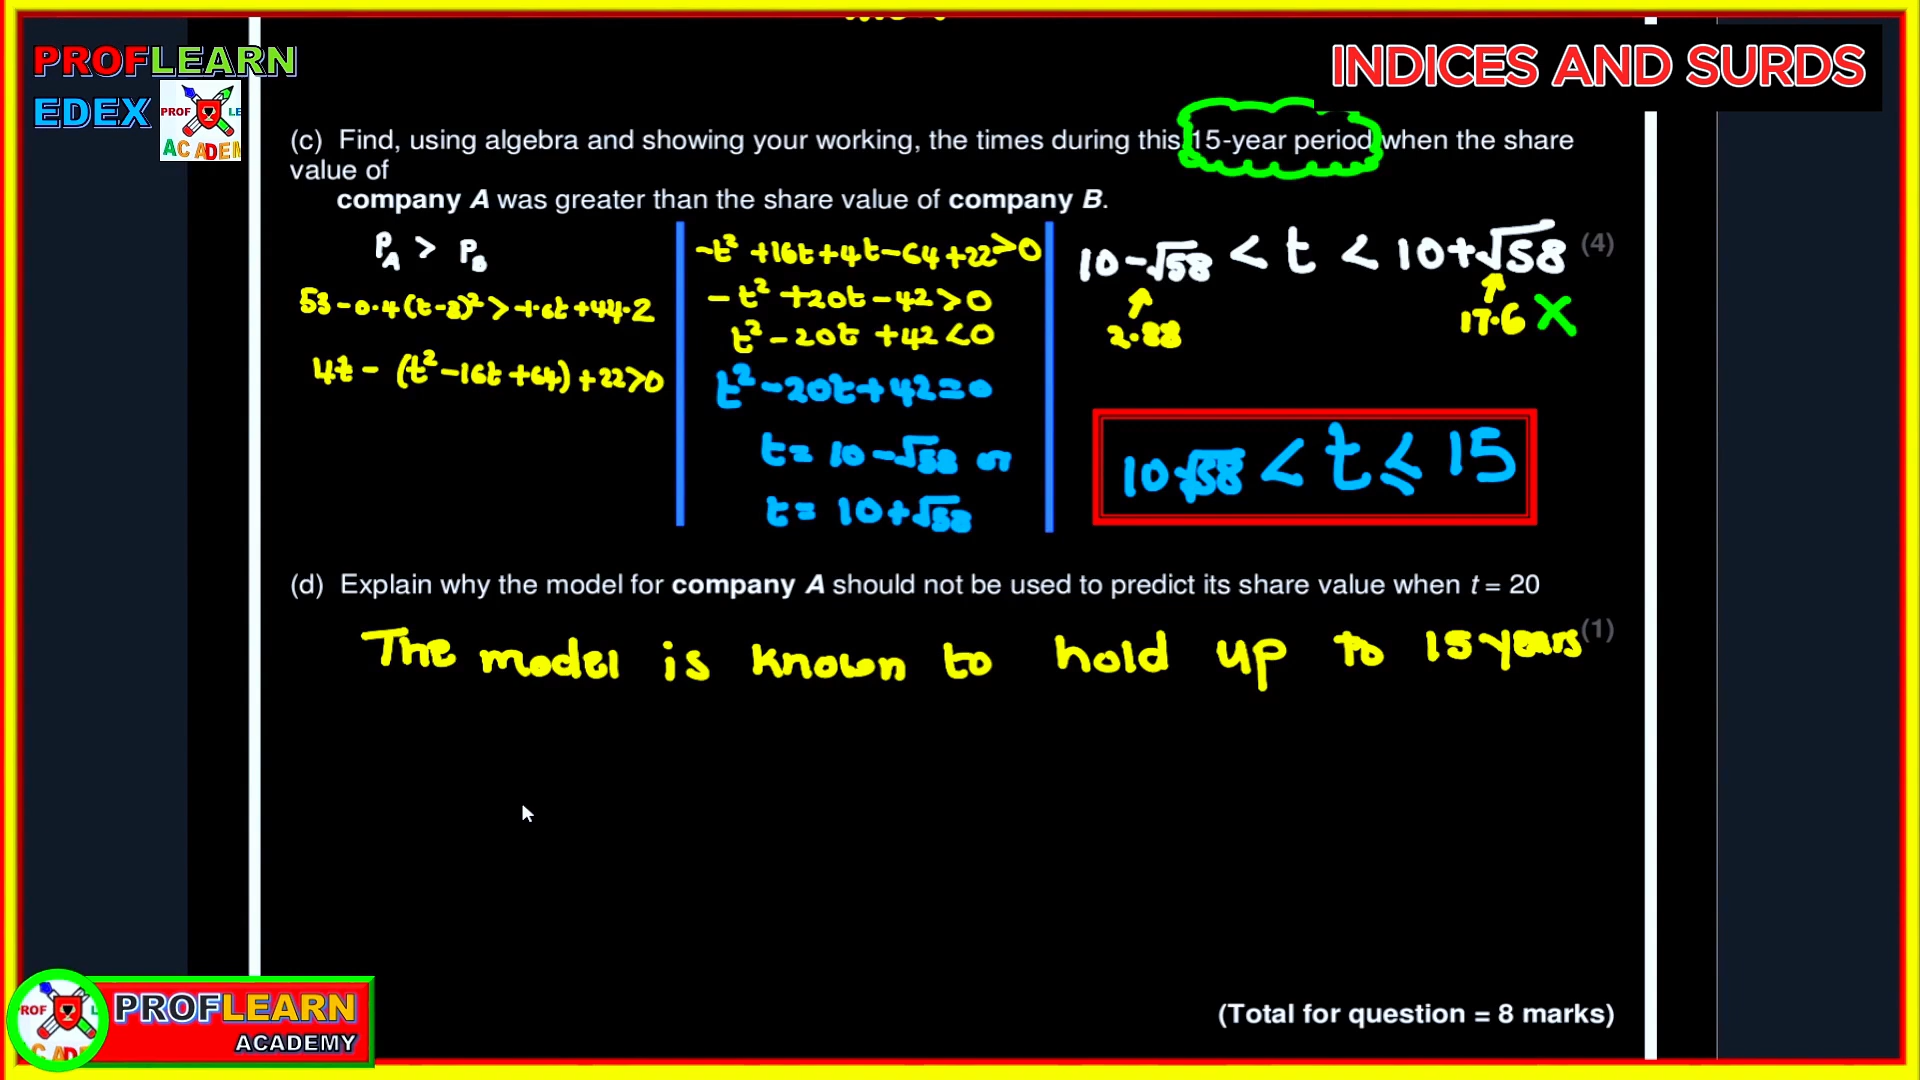 PROFLEARN
EDEX
PROF
ACADEM
INDICES AND SURDS
(c) Find, using algebra and showing your working, the times during this 15-year period when the share
value of
company A was greater than the share value of company B.
(4)
P_A > P_B
53 - 0.4(t-8)² > -1.6t + 44.2
4t - (t² - 16t + 64) + 22 > 0
-t² + 16t + 4t - 64 + 22 > 0
-t² + 20t - 42 > 0
t² - 20t + 42 < 0
t² - 20t + 42 = 0
t = 10 - √58 or
t = 10 + √58
10 - √58 < t < 10 + √58
2.88
17.6 X
10-√58 < t ≤ 15
(d) Explain why the model for company A should not be used to predict its share value when t = 20
(1)
The model is known to hold up to 15 years
(Total for question = 8 marks)
PROFLEARN
ACADEMY